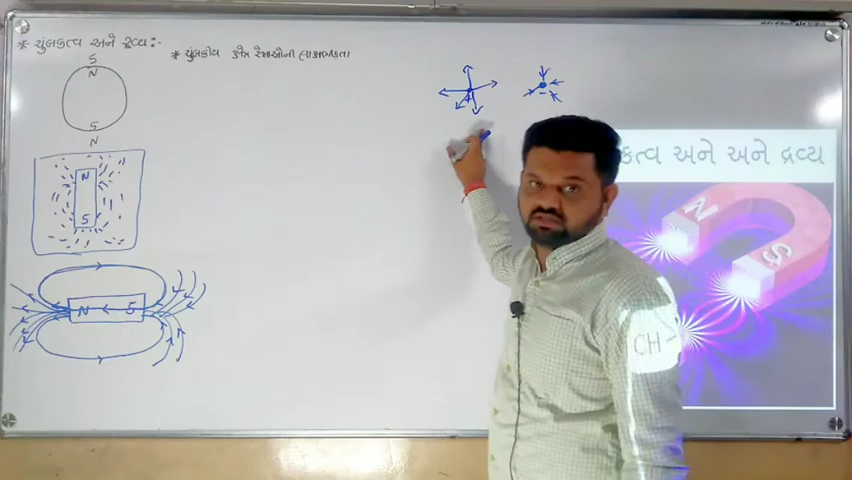 * ચુંબકત્વ અને દ્રવ્ય:-
* ચુંબકીય ક્ષેત્ર રેખાઓની લાક્ષણિકતા
S
N
S
N
N
S
N S
+
-
કત્વ અને અને દ્રવ્ય
N
S
CH-